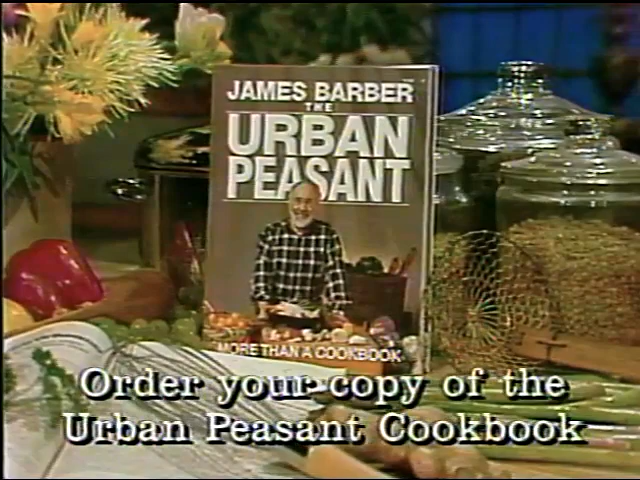 JAMES BARBER
THE
URBAN
PEASANT
MORE THAN A COOKBOOK
Order your copy of the
Urban Peasant Cookbook